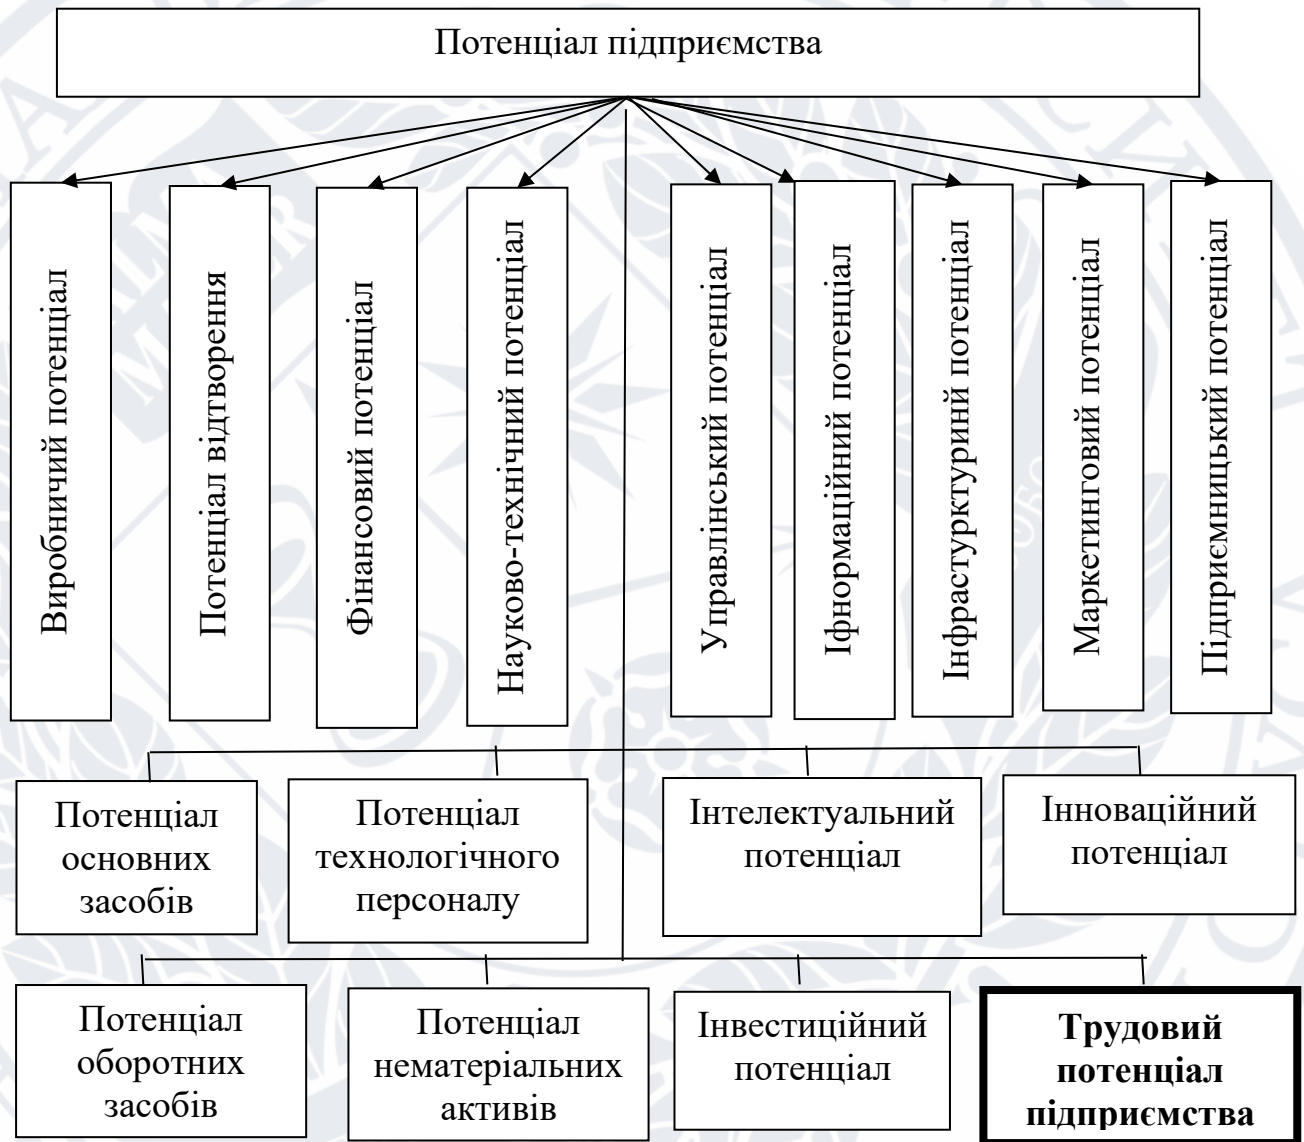 Потенціал підприємства
Виробничий потенціал
Потенціал відтворення
Фінансовий потенціал
Науково-технічний потенціал
Управлінський потенціал
Іфнормаційний потенціал
Інфрастурктуринд потенціал
Маркетинговий потенціал
Підприємницький потенціал
Потенціал
основних
засобів
Потенціал
технологічного
персоналу
Інтелектуальний
потенціал
Інноваційний
потенціал
Потенціал
оборотних
засобів
Потенціал
нематеріальних
активів
Інвестиційний
потенціал
Трудовий
потенціал
підприємства